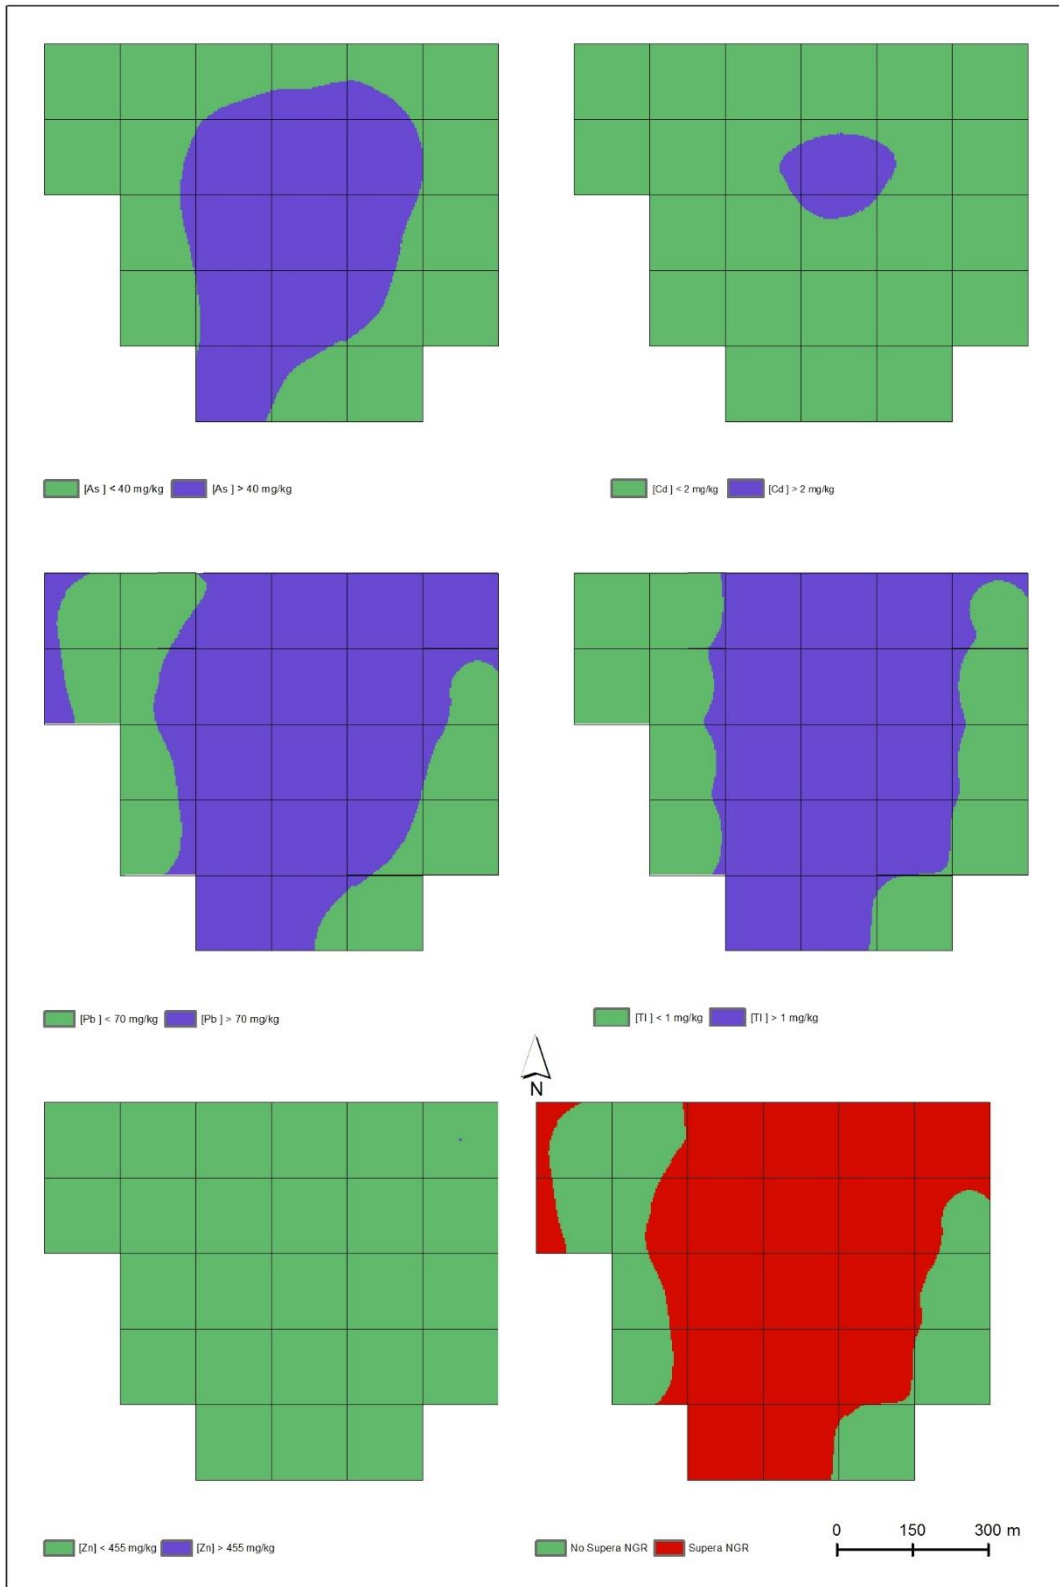 [As ] < 40 mg/kg [As ] > 40 mg/kg
[Cd ] < 2 mg/kg [Cd ] > 2 mg/kg
[Pb ] < 70 mg/kg [Pb ] > 70 mg/kg
[Tl ] < 1 mg/kg [Tl ] > 1 mg/kg
N
[Zn] < 455 mg/kg [Zn] > 455 mg/kg
No Supera NGR Supera NGR
0 150 300 m